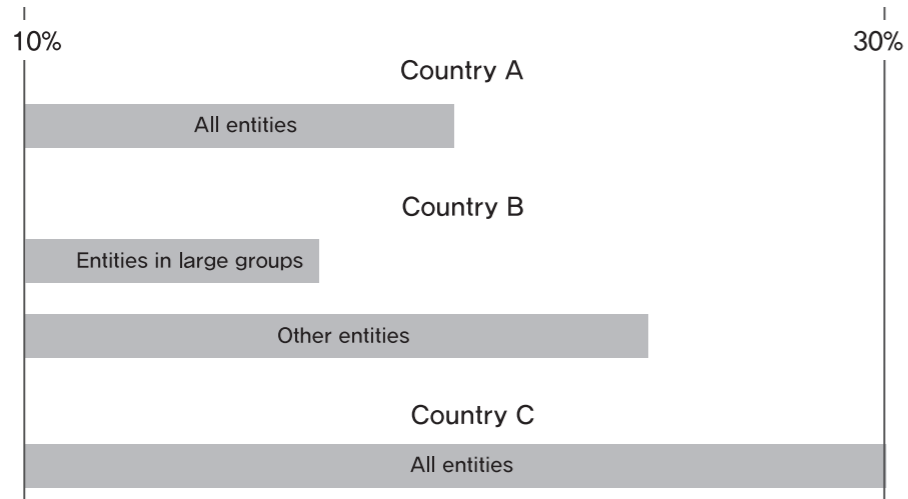 10% 30%
Country A
All entities
Country B
Entities in large groups
Other entities
Country C
All entities